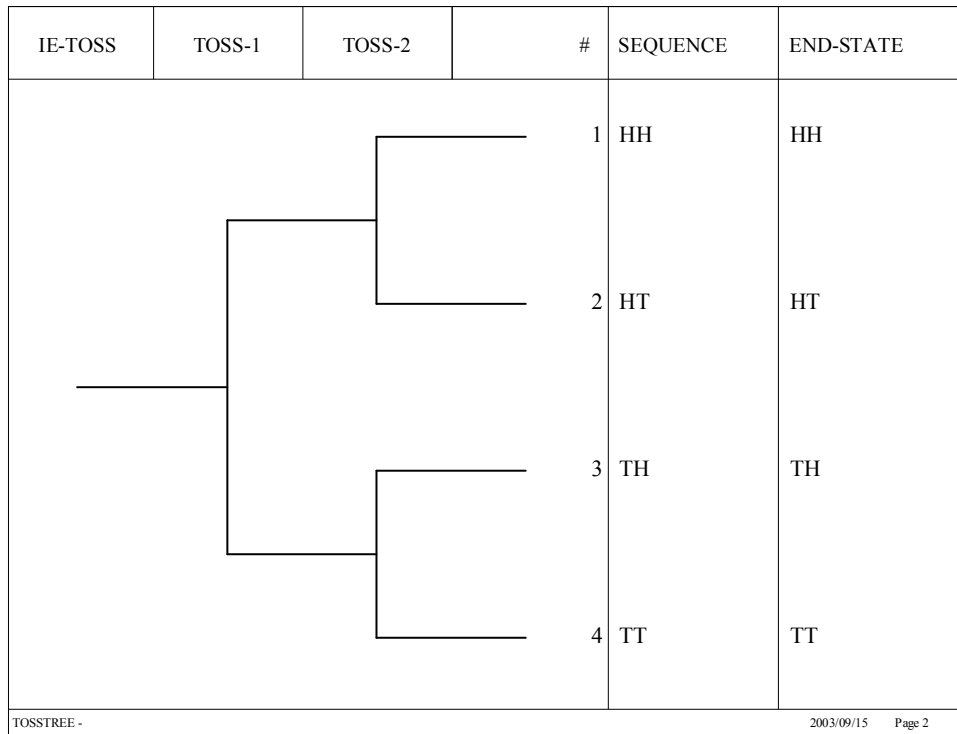 IE-TOSS TOSS-1 TOSS-2 # SEQUENCE END-STATE
1 HH HH
2 HT HT
3 TH TH
4 TT TT
TOSSTREE - 2003/09/15 Page 2